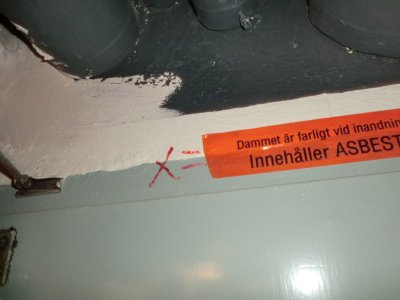 Dammet är farligt vid inandnin
Innehåller ASBEST
X